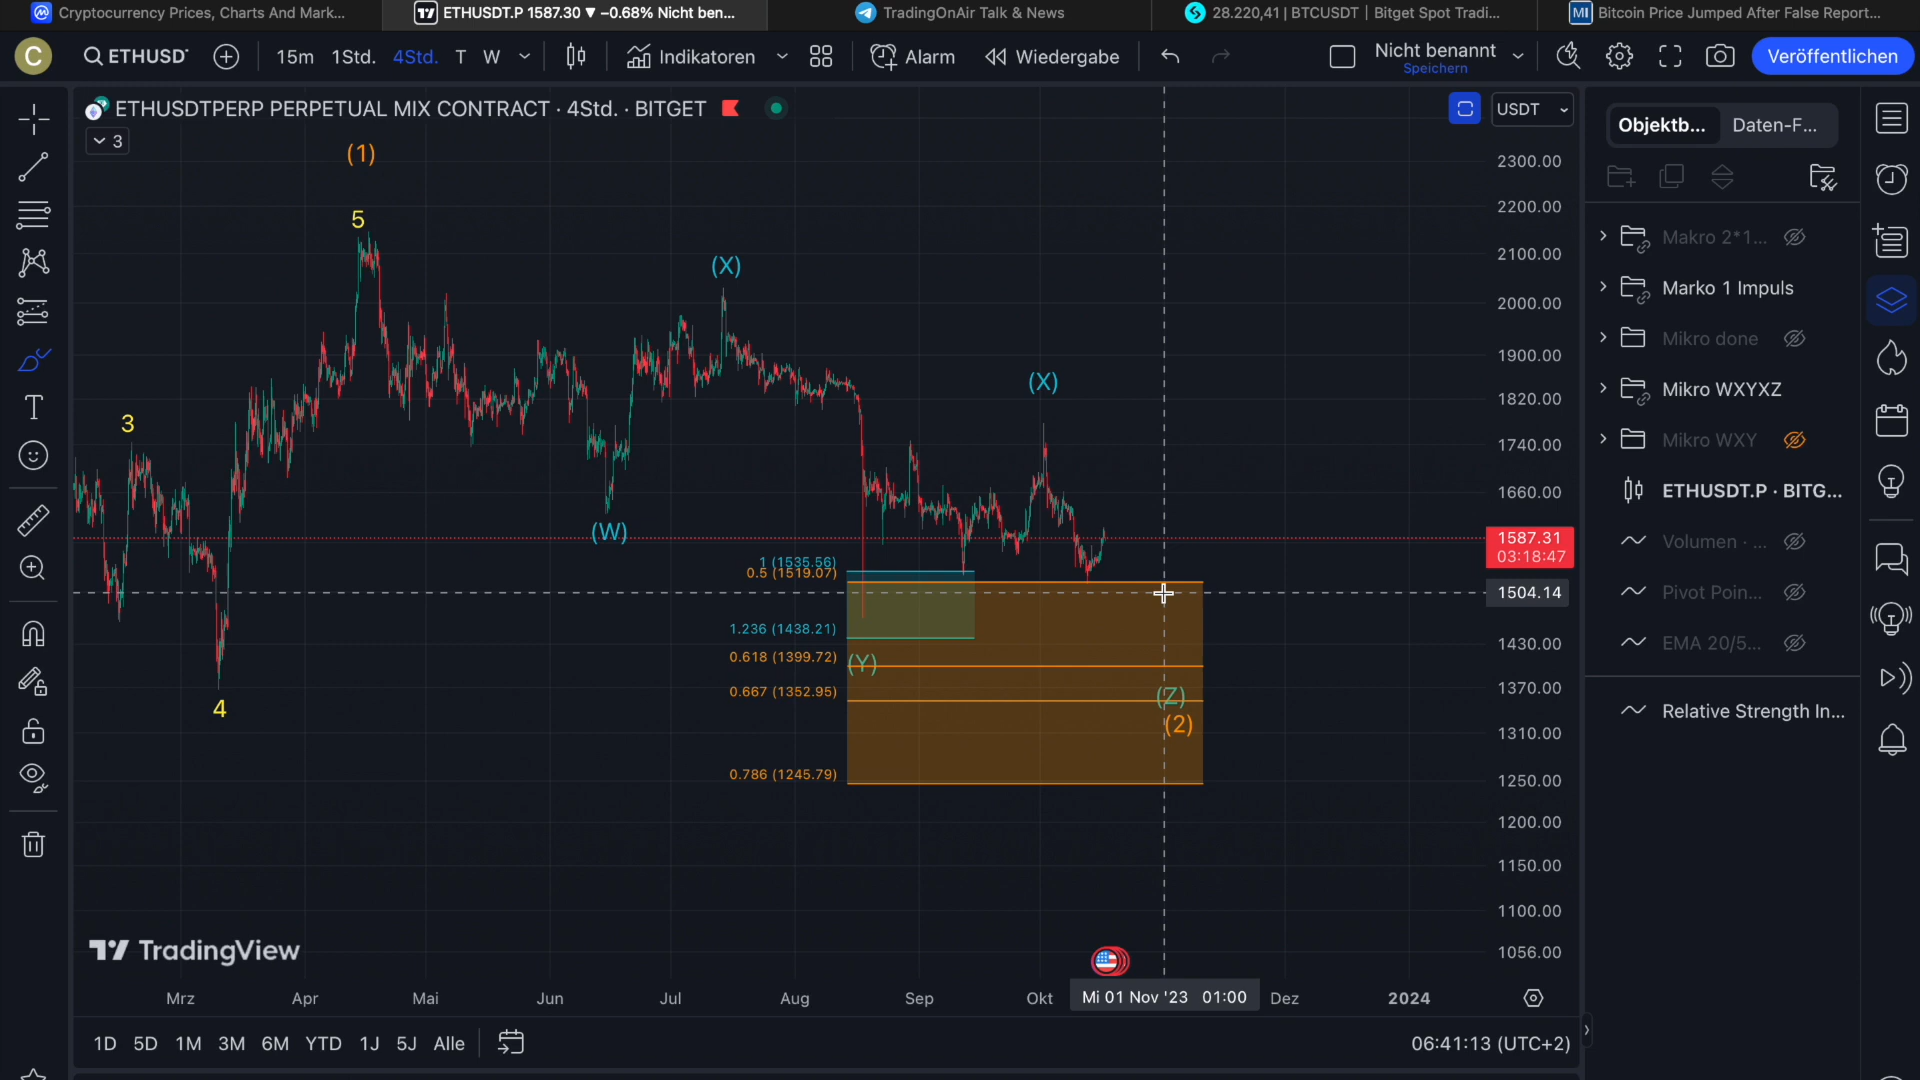 Cryptocurrency Prices, Charts And Mark...
ETHUSDT.P 1587.30 ▼ −0.68% Nicht ben...
TradingOnAir Talk & News
28.220,41 | BTCUSDT | Bitget Spot Tradi...
MI Bitcoin Price Jumped After False Report...
C
ETHUSD
15m 1Std. 4Std. T W
Indikatoren
Alarm
Wiedergabe
Nicht benannt
Speichern
Veröffentlichen
ETHUSDTPERP PERPETUAL MIX CONTRACT · 4Std. · BITGET
3
USDT
Objektb...
Daten-F...
2300.00
2200.00
2100.00
2000.00
1900.00
1820.00
1740.00
1660.00
1587.31
03:18:47
1504.14
1430.00
1370.00
1310.00
1250.00
1200.00
1150.00
1100.00
1056.00
(1)
5
3
4
(X)
(W)
(X)
1 (1535.56)
0.5 (1519.07)
1.236 (1438.21)
0.618 (1399.72)
(Y)
0.667 (1352.95)
(Z)
(2)
0.786 (1245.79)
Makro 2*1...
Marko 1 Impuls
Mikro done
Mikro WXYXZ
Mikro WXY
ETHUSDT.P · BITG...
Volumen · ...
Pivot Poin...
EMA 20/5...
Relative Strength In...
TradingView
Mrz Apr Mai Jun Jul Aug Sep Okt Mi 01 Nov '23 01:00 Dez 2024
1D 5D 1M 3M 6M YTD 1J 5J Alle
06:41:13 (UTC+2)